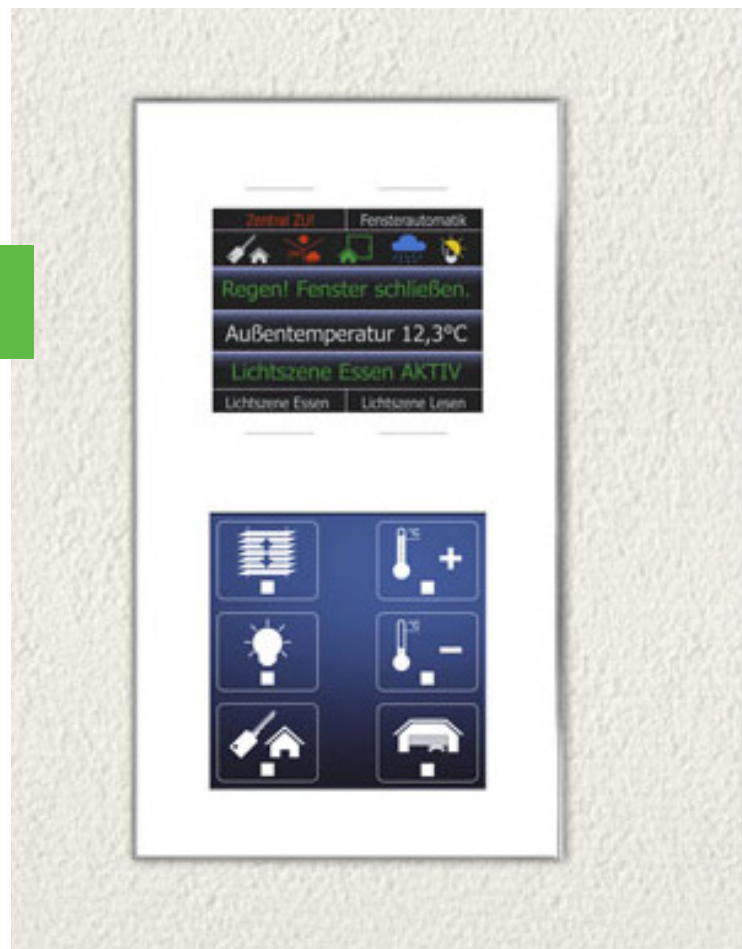 Zentral ZU!
Fensterautomatik
Regen! Fenster schließen.
Außentemperatur 12,3°C
Lichtszene Essen AKTIV
Lichtszene Essen
Lichtszene Lesen
°C
+
°C
−